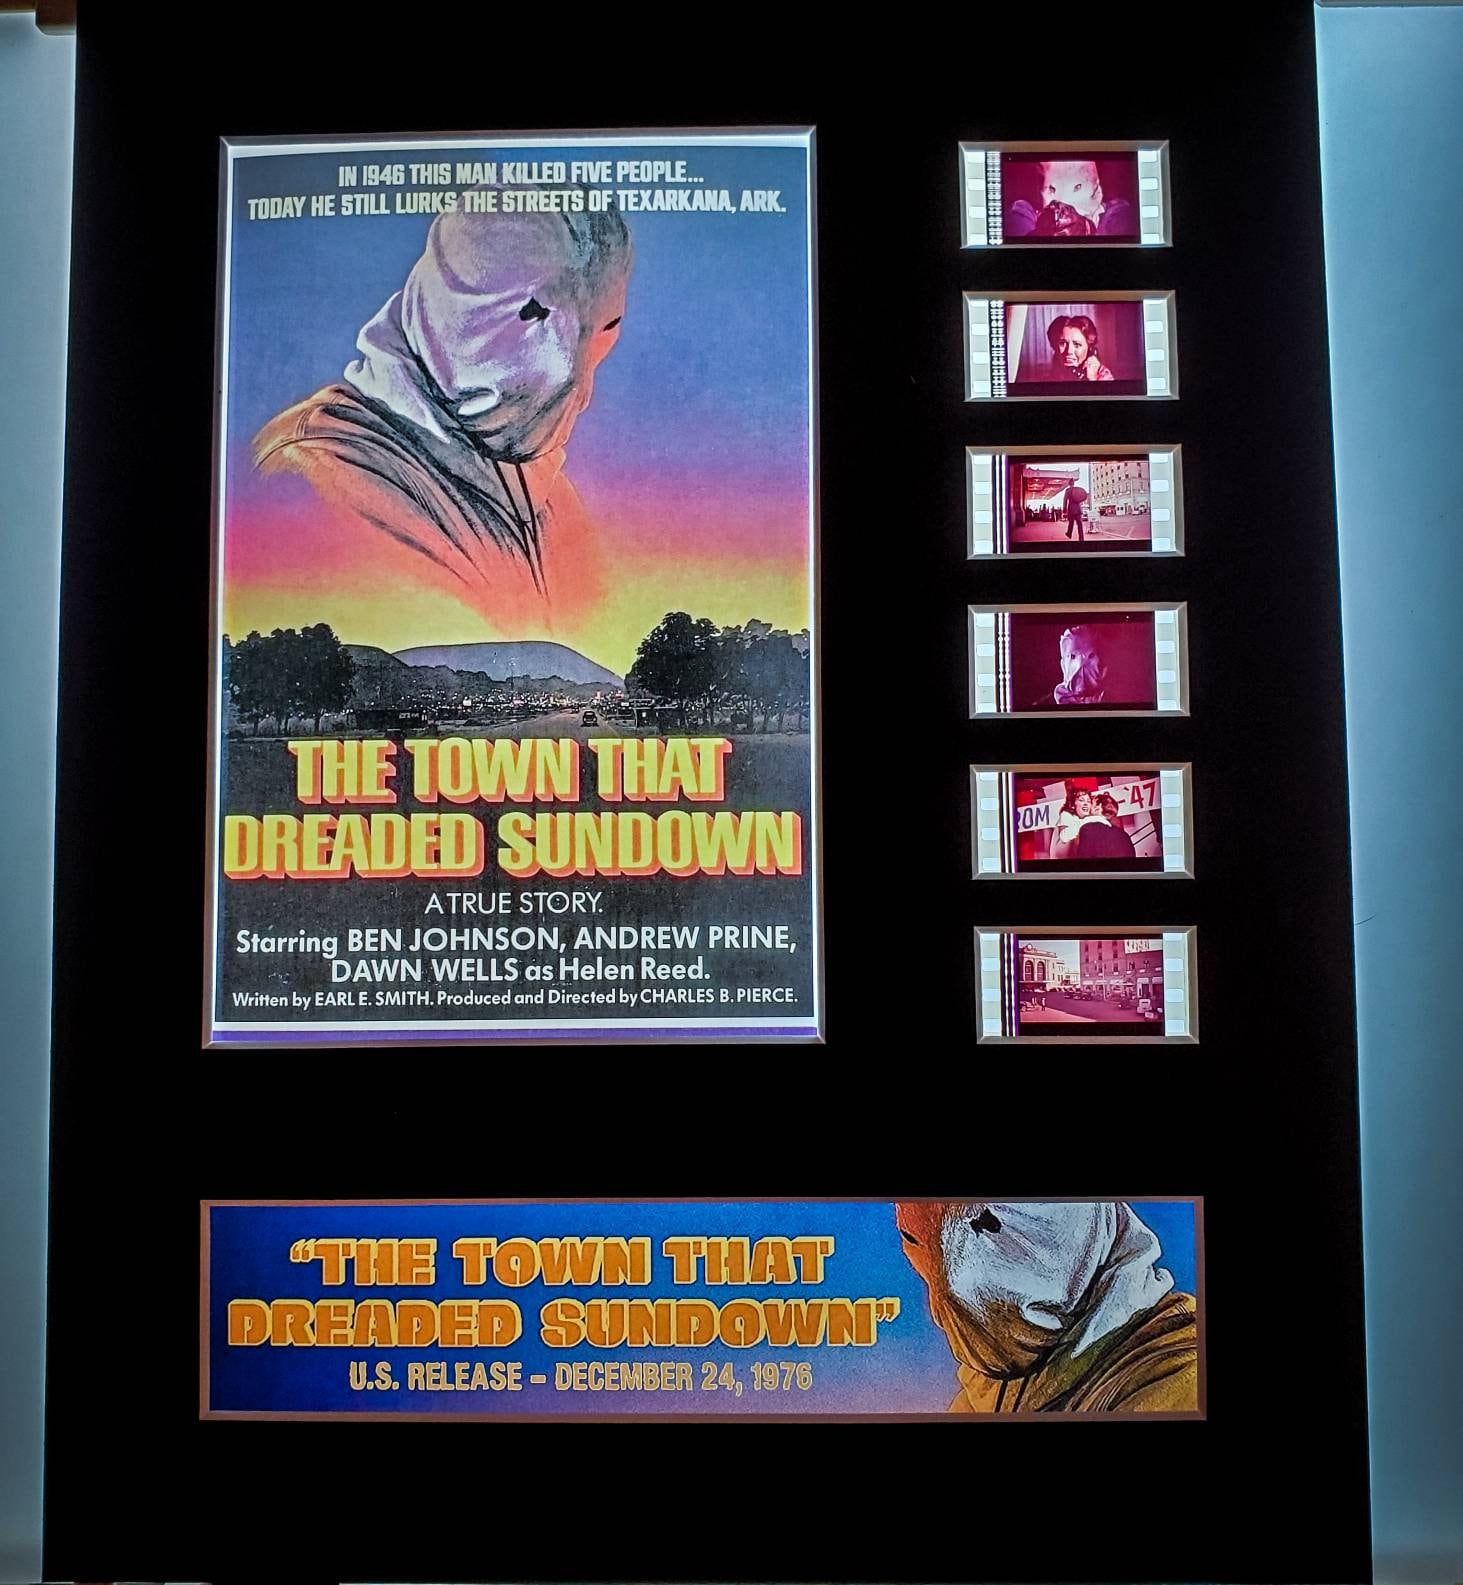 IN 1946 THIS MAN KILLED FIVE PEOPLE...
TODAY HE STILL LURKS THE STREETS OF TEXARKANA, ARK.
THE TOWN THAT
DREADED SUNDOWN
A TRUE STORY.
Starring BEN JOHNSON, ANDREW PRINE,
DAWN WELLS as Helen Reed.
Written by EARL E. SMITH. Produced and Directed by CHARLES B. PIERCE.
ROM -'47
"THE TOWN THAT
DREADED SUNDOWN"
U.S. RELEASE - DECEMBER 24, 1976